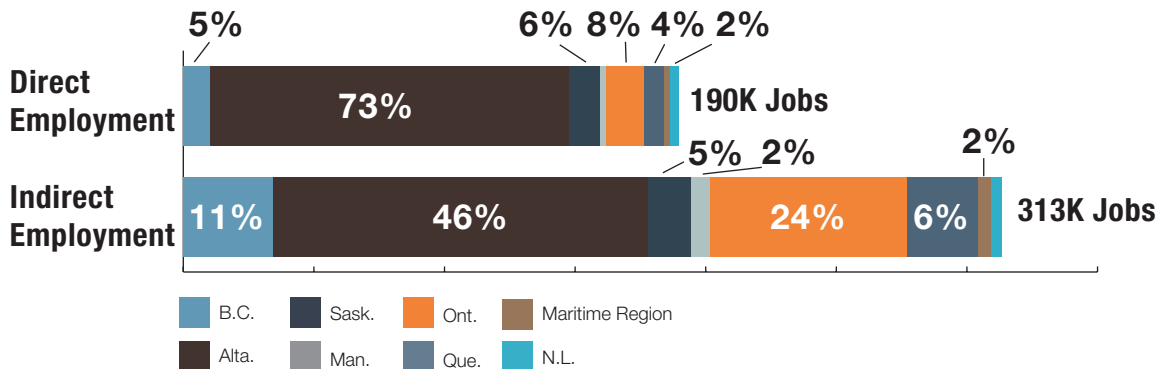 5% 6% 8% 4% 2%
Direct
Employment
73%
190K Jobs
5% 2% 2%
Indirect
Employment
11% 46% 24% 6%
313K Jobs
B.C. Sask. Ont. Maritime Region
Alta. Man. Que. N.L.